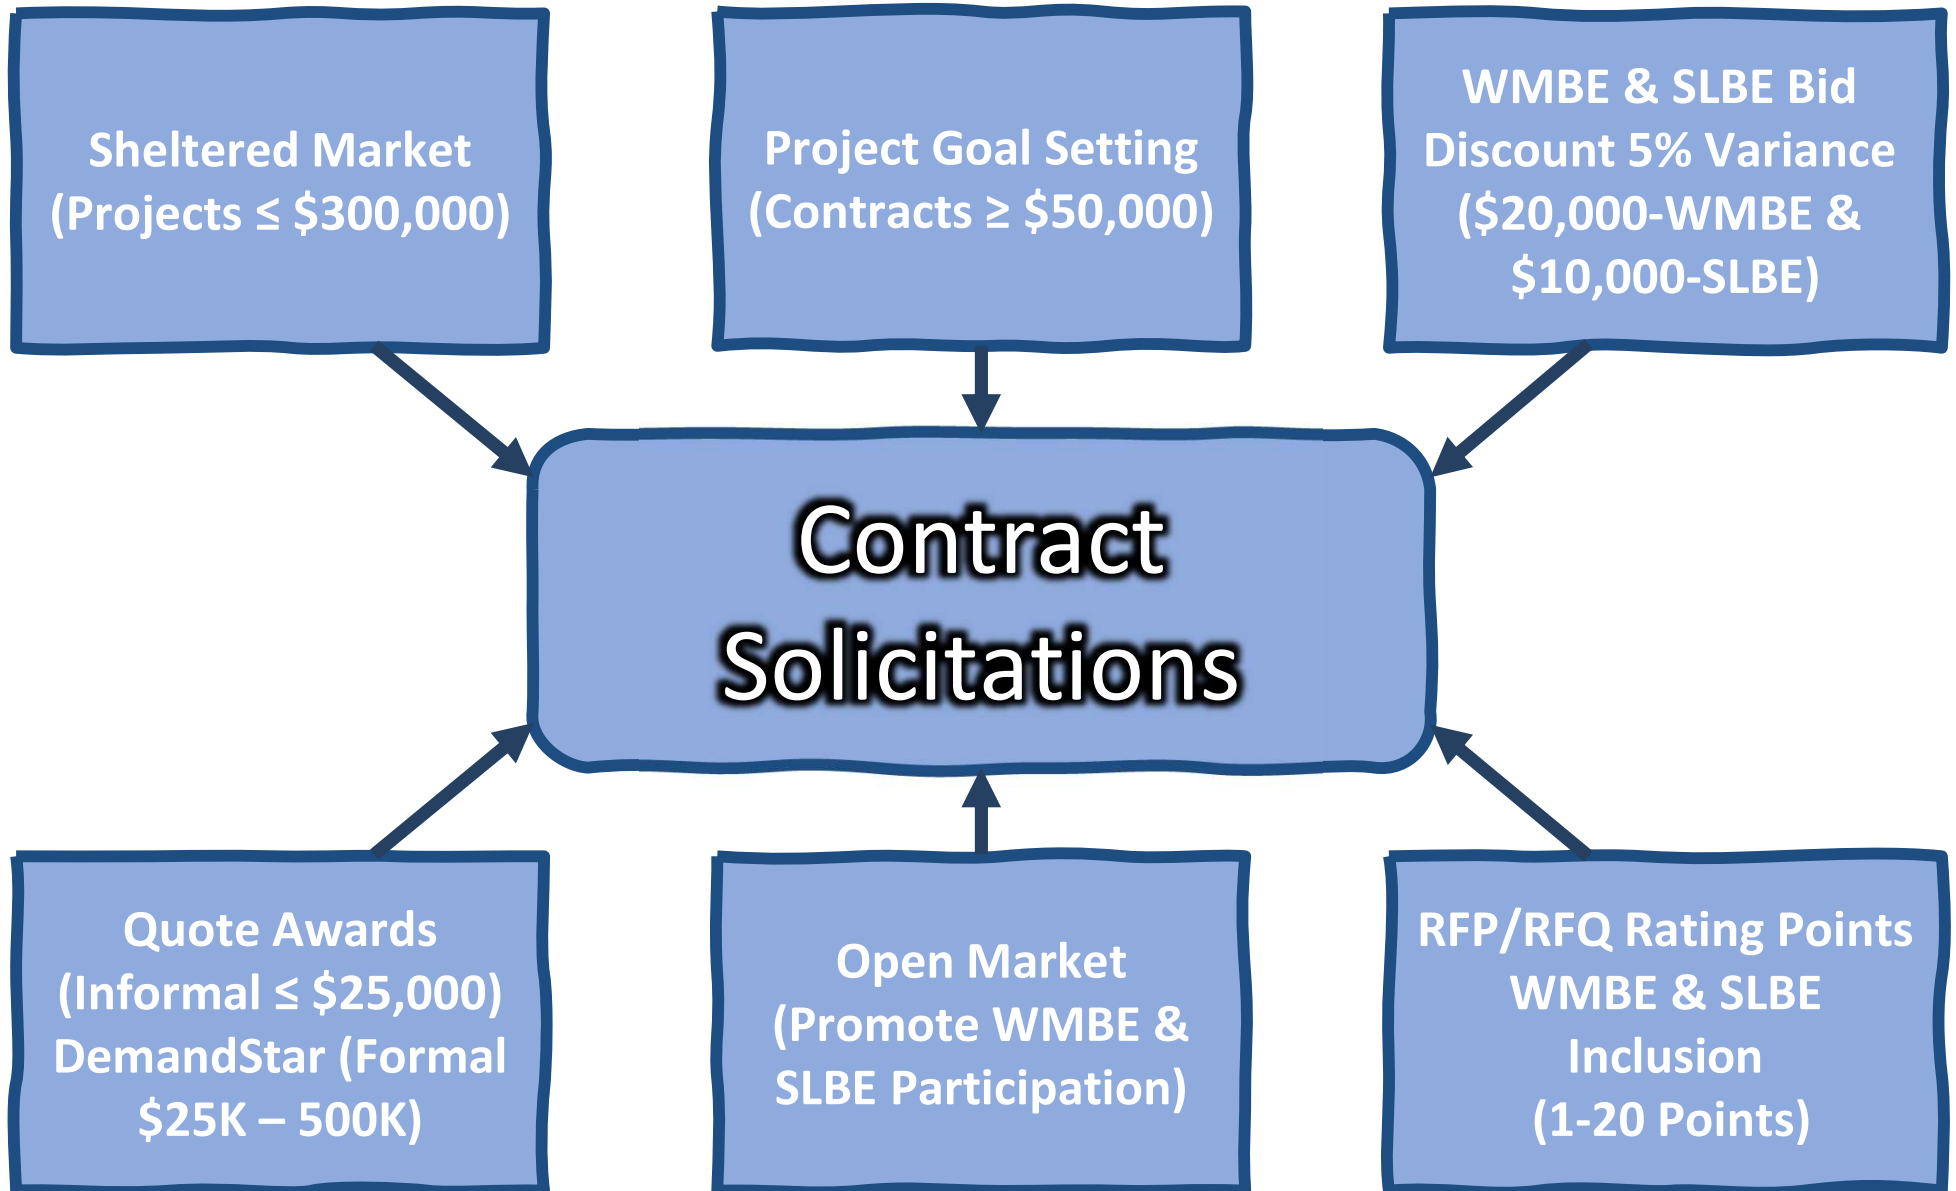 Sheltered Market
(Projects ≤ $300,000)
Project Goal Setting
(Contracts ≥ $50,000)
WMBE & SLBE Bid
Discount 5% Variance
($20,000-WMBE &
$10,000-SLBE)
Contract
Solicitations
Quote Awards
(Informal ≤ $25,000)
DemandStar (Formal
$25K – 500K)
Open Market
(Promote WMBE &
SLBE Participation)
RFP/RFQ Rating Points
WMBE & SLBE
Inclusion
(1-20 Points)